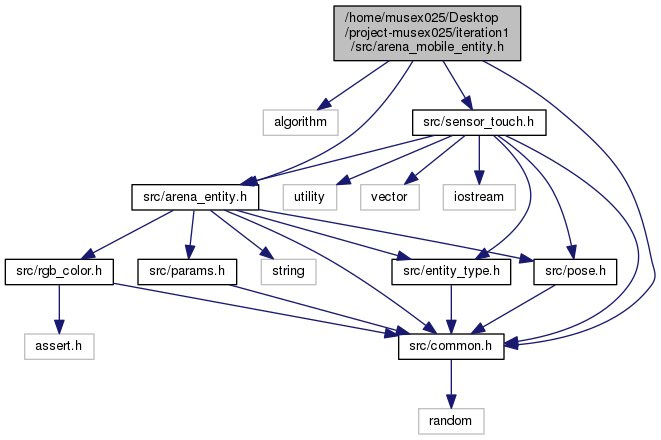 /home/musex025/Desktop
/project-musex025/iteration1
/src/arena_mobile_entity.h
algorithm
src/sensor_touch.h
src/arena_entity.h
utility
vector
iostream
src/rgb_color.h
src/params.h
string
src/entity_type.h
src/pose.h
assert.h
src/common.h
random